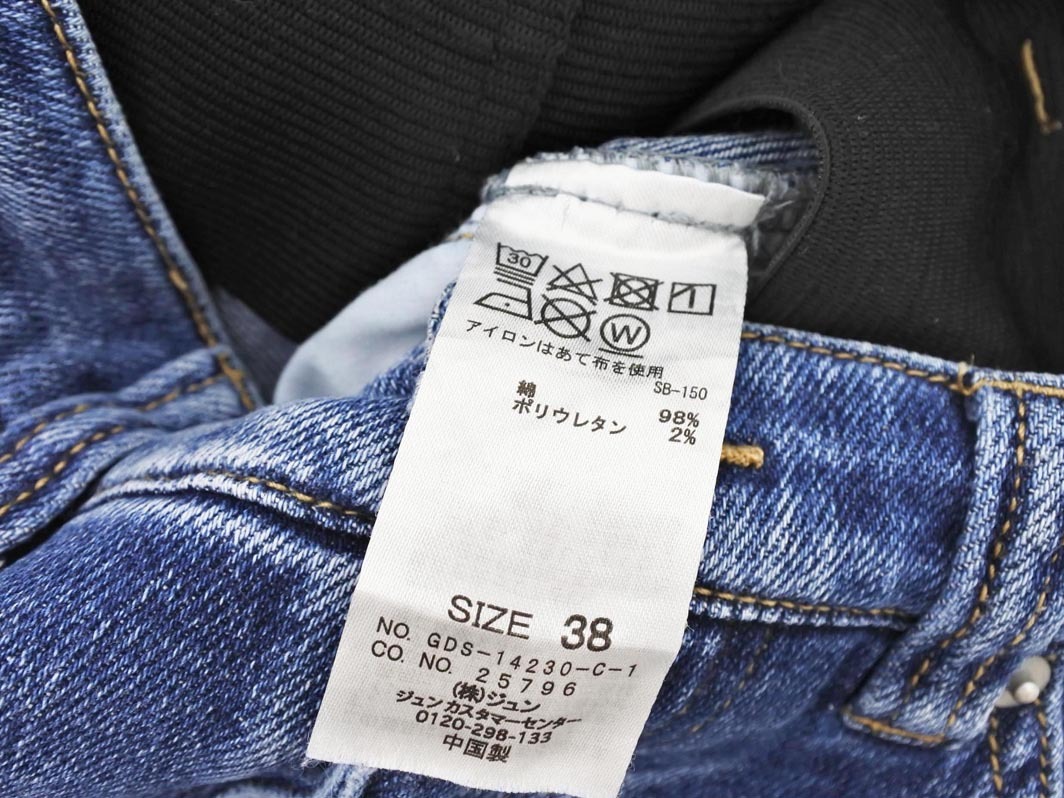 30
W
アイロンはあて布を使用
SB-150
綿 98%
ポリウレタン 2%
SIZE 38
NO. GDS-14230-C-1
CO. NO. 25796
(株)ジュン
ジュンカスタマーセンター
0120-298-133
中国製